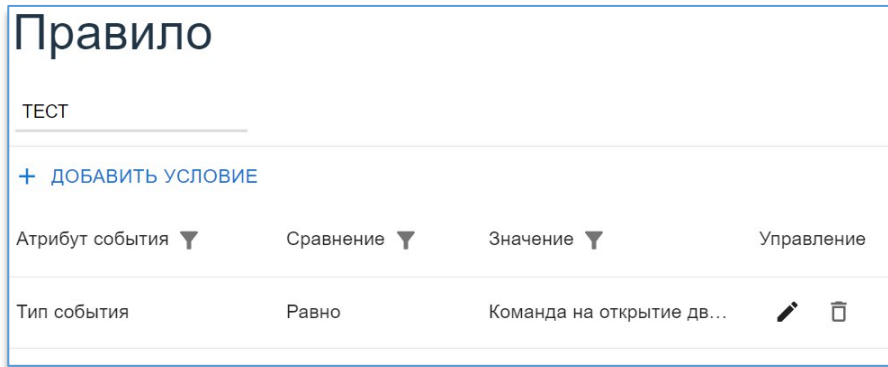 Правило
ТЕСТ
+ ДОБАВИТЬ УСЛОВИЕ
Атрибут события Сравнение Значение Управление
Тип события Равно Команда на открытие дв...